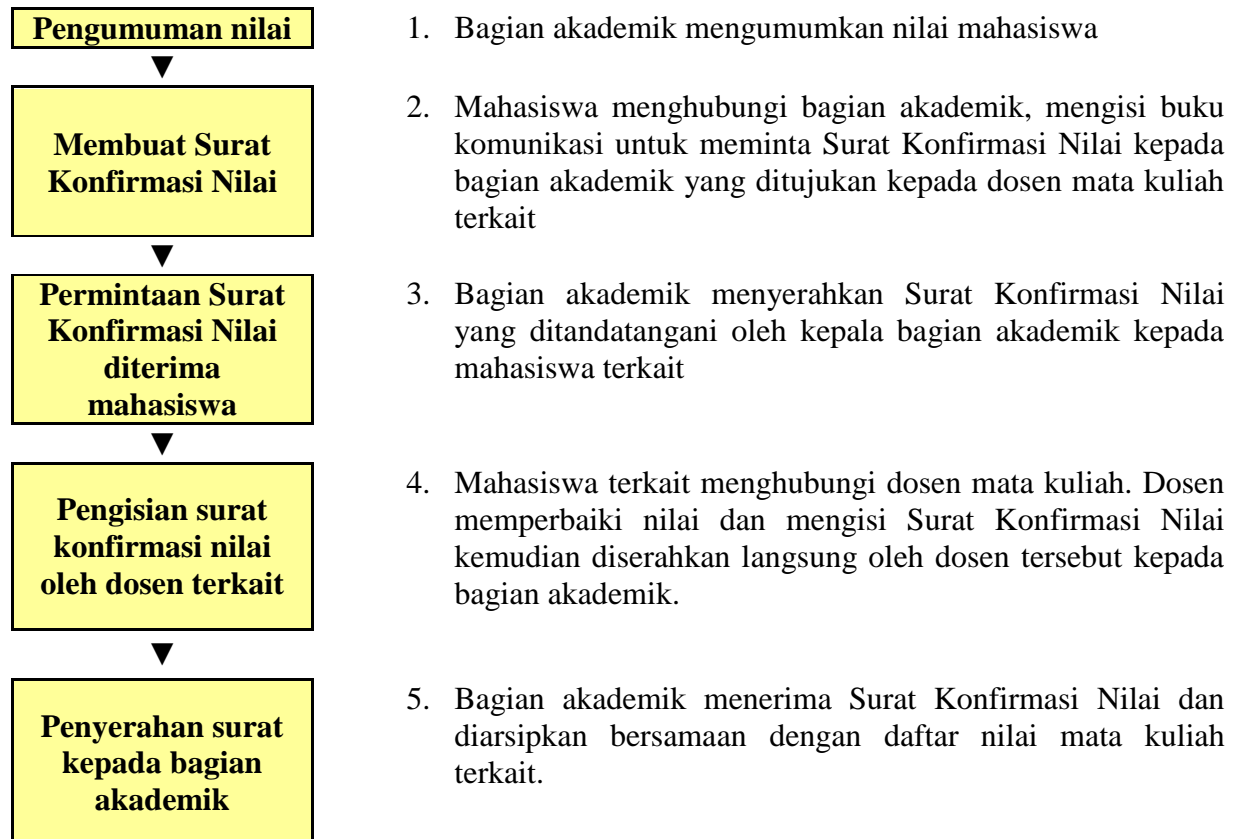 Pengumuman nilai
1. Bagian akademik mengumumkan nilai mahasiswa
▼
Membuat Surat
Konfirmasi Nilai
2. Mahasiswa menghubungi bagian akademik, mengisi buku
komunikasi untuk meminta Surat Konfirmasi Nilai kepada
bagian akademik yang ditujukan kepada dosen mata kuliah
terkait
▼
Permintaan Surat
Konfirmasi Nilai
diterima
mahasiswa
3. Bagian akademik menyerahkan Surat Konfirmasi Nilai
yang ditandatangani oleh kepala bagian akademik kepada
mahasiswa terkait
▼
Pengisian surat
konfirmasi nilai
oleh dosen terkait
4. Mahasiswa terkait menghubungi dosen mata kuliah. Dosen
memperbaiki nilai dan mengisi Surat Konfirmasi Nilai
kemudian diserahkan langsung oleh dosen tersebut kepada
bagian akademik.
▼
Penyerahan surat
kepada bagian
akademik
5. Bagian akademik menerima Surat Konfirmasi Nilai dan
diarsipkan bersamaan dengan daftar nilai mata kuliah
terkait.